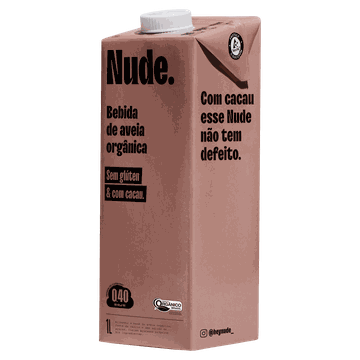 Nude.
Bebida
de aveia
orgânica
Sem glúten
& com cacau.
040
1L
ORGÂNICO
BRASIL
Com cacau
esse Nude
não tem
defeito.
@heynude_